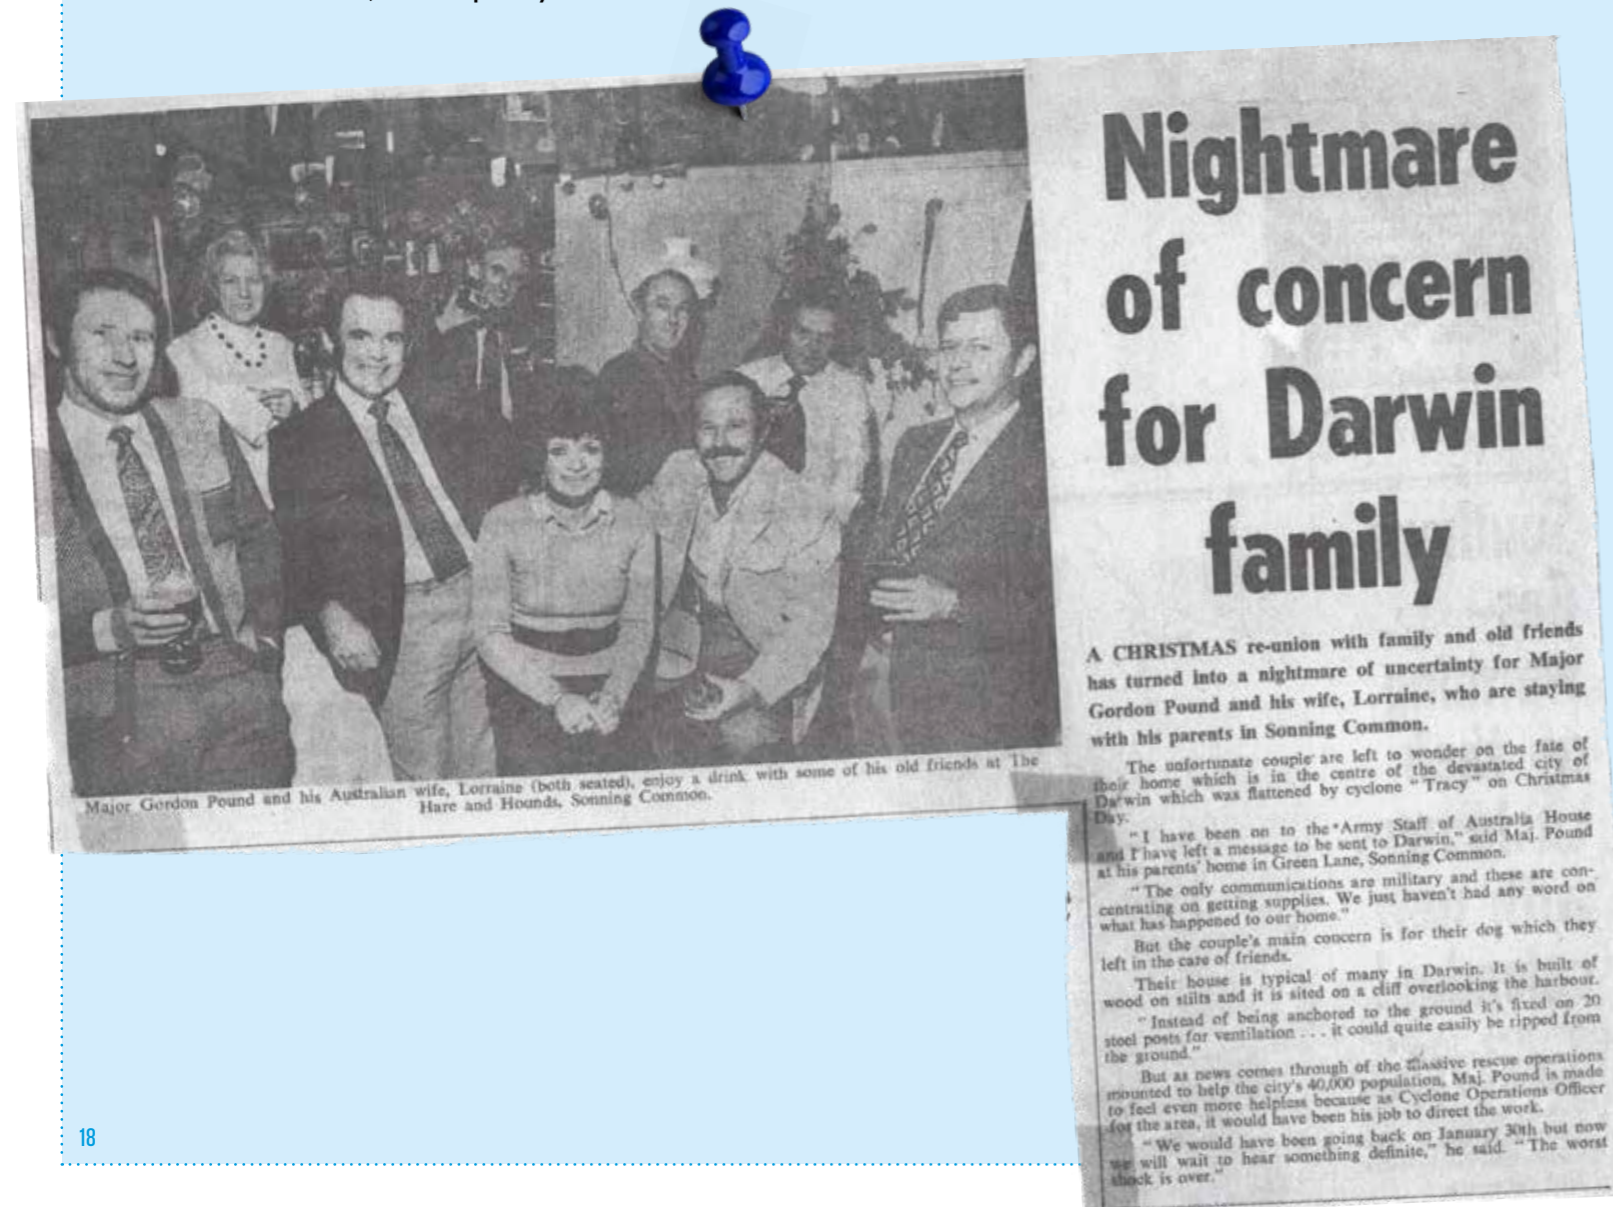 Nightmare
of concern
for Darwin
family
Major Gordon Pound and his Australian wife, Lorraine (both seated), enjoy a drink with some of his old friends at The
Hare and Hounds, Sonning Common.
A CHRISTMAS re-union with family and old friends
has turned into a nightmare of uncertainty for Major
Gordon Pound and his wife, Lorraine, who are staying
with his parents in Sonning Common.
The unfortunate couple are left to wonder on the fate of
their home which is in the centre of the devastated city of
Darwin which was flattened by cyclone "Tracy" on Christmas
Day.
"I have been on to the Army Staff of Australia House
and I have left a message to be sent to Darwin," said Maj. Pound
at his parents' home in Green Lane, Sonning Common.
"The only communications are military and these are con-
centrating on getting supplies. We just haven't had any word on
what has happened to our home."
But the couple's main concern is for their dog which they
left in the care of friends.
Their house is typical of many in Darwin. It is built of
wood on stilts and it is sited on a cliff overlooking the harbour.
"Instead of being anchored to the ground it's fixed on 20
steel posts for ventilation . . . it could quite easily be ripped from
the ground."
But as news comes through of the massive rescue operations
mounted to help the city's 40,000 population, Maj. Pound is made
to feel even more helpless because as Cyclone Operations Officer
for the area, it would have been his job to direct the work.
"We would have been going back on January 30th but now
we will wait to hear something definite," he said. "The worst
shock is over."
18